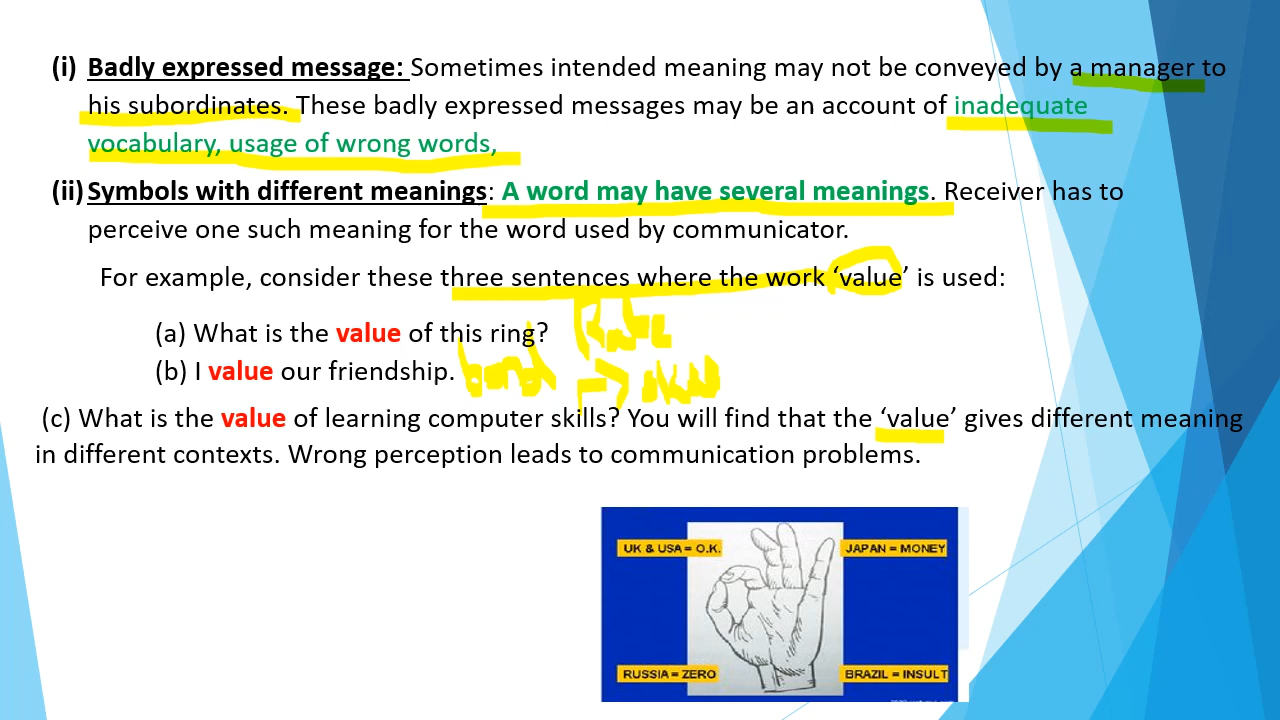 (i) Badly expressed message: Sometimes intended meaning may not be conveyed by a manager to
his subordinates. These badly expressed messages may be an account of inadequate
vocabulary, usage of wrong words,
(ii) Symbols with different meanings: A word may have several meanings. Receiver has to
perceive one such meaning for the word used by communicator.
For example, consider these three sentences where the work ‘value’ is used:
(a) What is the value of this ring?
(b) I value our friendship.
(c) What is the value of learning computer skills? You will find that the ‘value’ gives different meaning
in different contexts. Wrong perception leads to communication problems.
UK & USA = O.K.
JAPAN = MONEY
RUSSIA = ZERO
BRAZIL = INSULT